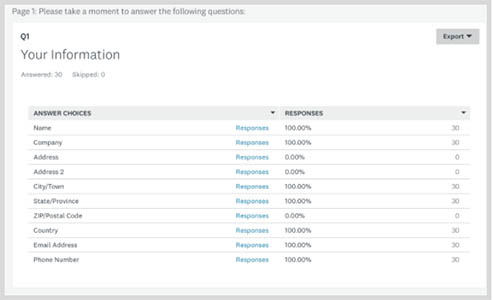 Page 1: Please take a moment to answer the following questions:
Q1
Export
Your Information
Answered: 30 Skipped: 0
ANSWER CHOICES RESPONSES
Name Responses 100.00% 30
Company Responses 100.00% 30
Address Responses 0.00% 0
Address 2 Responses 0.00% 0
City/Town Responses 100.00% 30
State/Province Responses 100.00% 30
ZIP/Postal Code Responses 0.00% 0
Country Responses 100.00% 30
Email Address Responses 100.00% 30
Phone Number Responses 100.00% 30